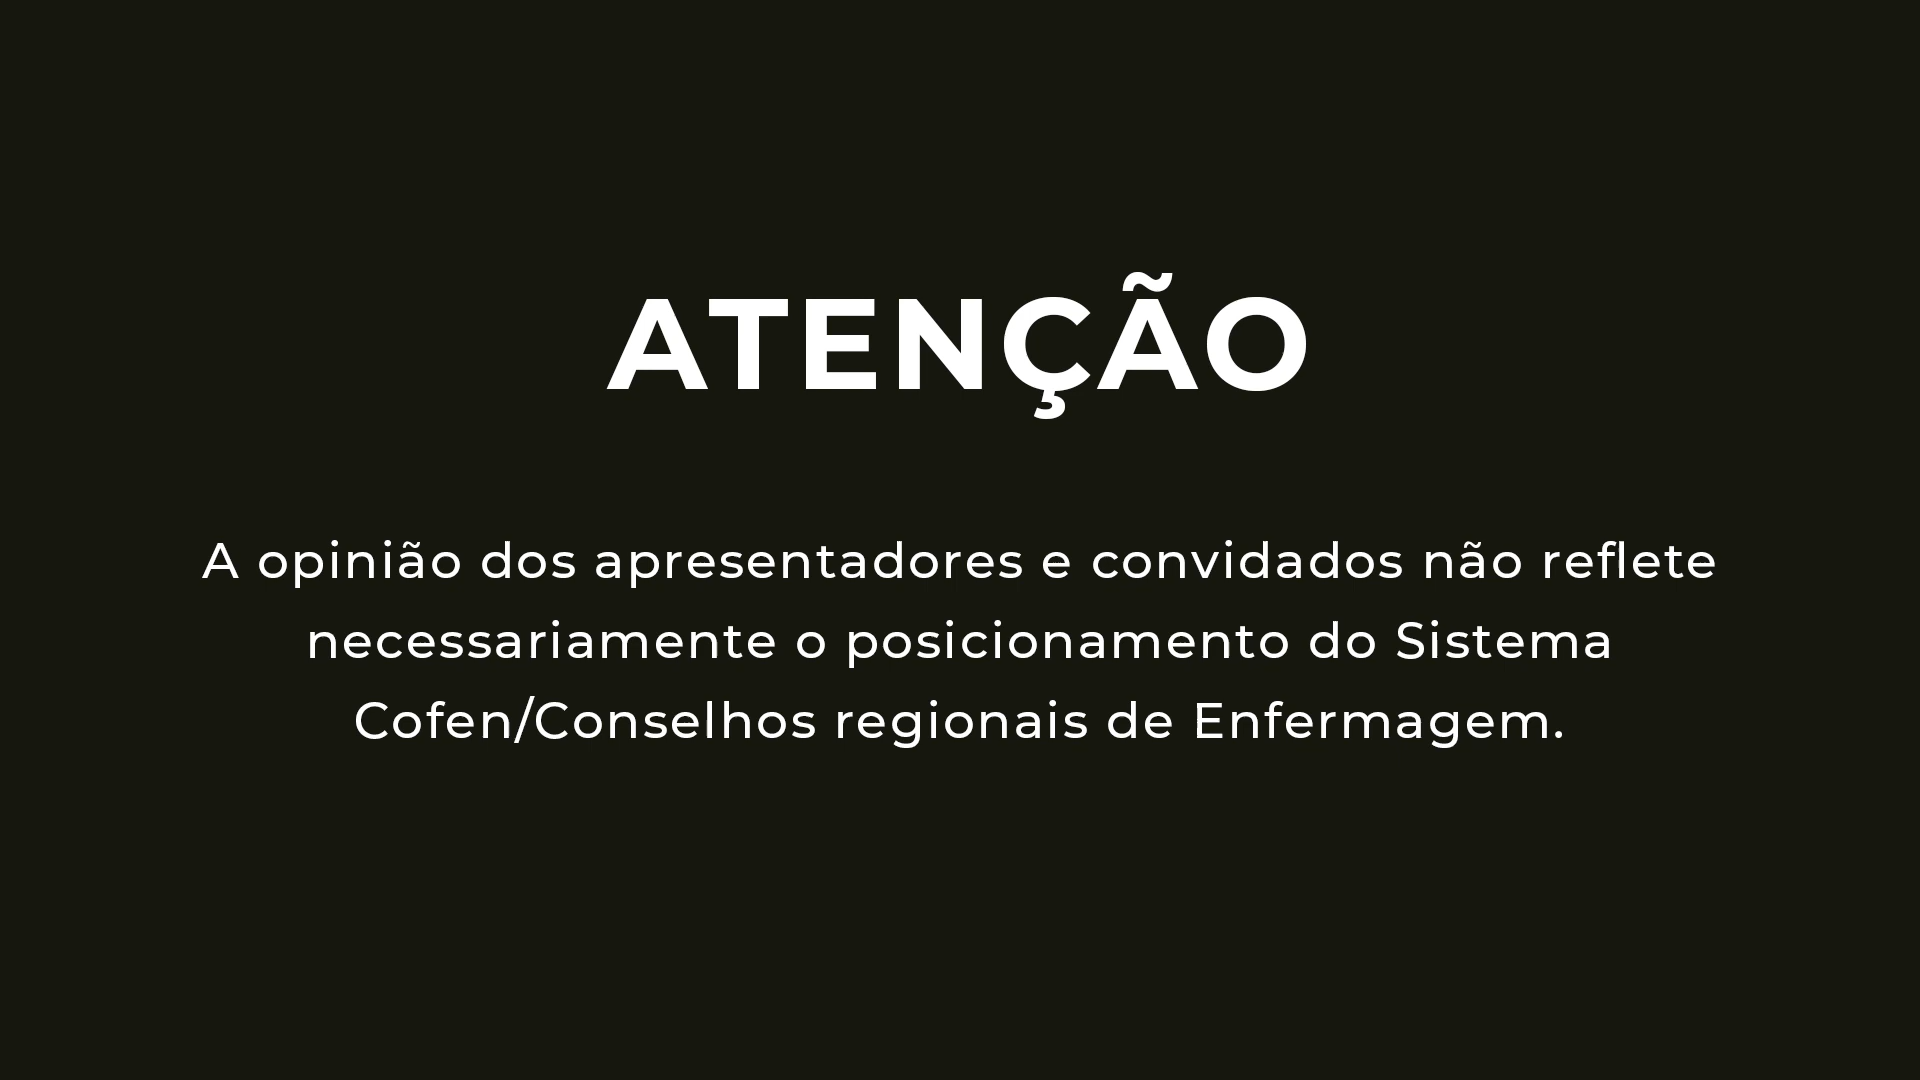 ATENÇÃO
A opinião dos apresentadores e convidados não reflete
necessariamente o posicionamento do Sistema
Cofen/Conselhos regionais de Enfermagem.